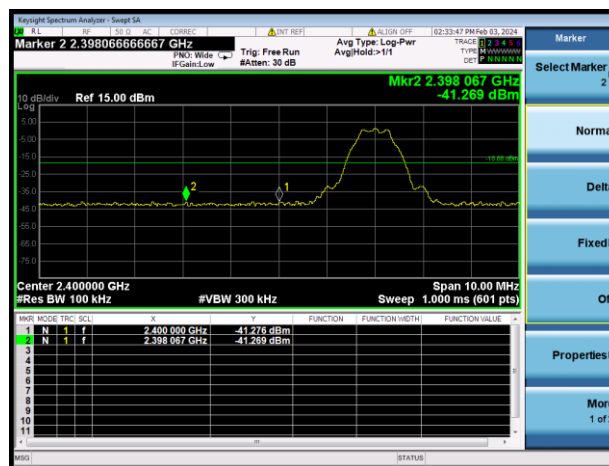 Keysight Spectrum Analyzer - Swept SA
RL RF 50 Ω AC CORREC INT REF ALIGN OFF 02:33:47 PM Feb 03, 2024
Marker 2 2.398066666667 GHz
PNO: Wide
IFGain:Low
Trig: Free Run
#Atten: 30 dB
Avg Type: Log-Pwr
Avg|Hold:>1/1
TRACE 1 2 3 4 5 6
TYPE M
DET P N N N N N
Mkr2 2.398 067 GHz
-41.269 dBm
10 dB/div Ref 15.00 dBm
Log
5.00
-5.00
-15.0
-25.0
-35.0
-45.0
-55.0
-65.0
-75.0
2
1
Center 2.400000 GHz Span 10.00 MHz
#Res BW 100 kHz #VBW 300 kHz Sweep 1.000 ms (601 pts)
MKR MODE TRC SCL X Y FUNCTION FUNCTION WIDTH FUNCTION VALUE
1 N 1 f 2.400 000 GHz -41.276 dBm
2 N 1 f 2.398 067 GHz -41.269 dBm
3
4
5
6
7
8
9
10
11
MSG STATUS
Marker
Select Marker
2
Norma
Delt
Fixed
Of
Properties
More
1 of